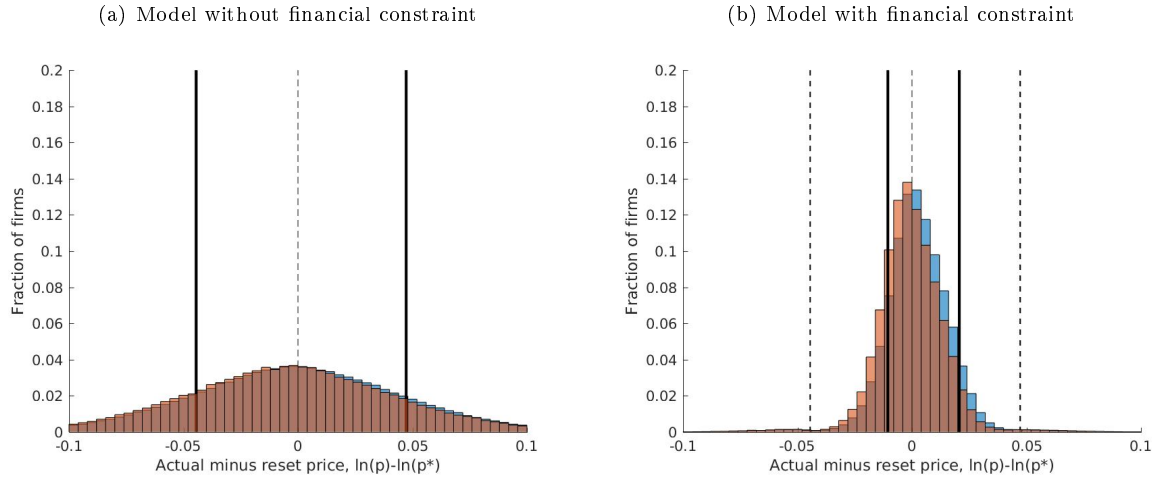 (a) Model without financial constraint
0.2
0.18
0.16
0.14
0.12
0.1
0.08
0.06
0.04
0.02
0
Fraction of firms
-0.1 -0.05 0 0.05 0.1
Actual minus reset price, ln(p)-ln(p*)
(b) Model with financial constraint
0.2
0.18
0.16
0.14
0.12
0.1
0.08
0.06
0.04
0.02
0
Fraction of firms
-0.1 -0.05 0 0.05 0.1
Actual minus reset price, ln(p)-ln(p*)